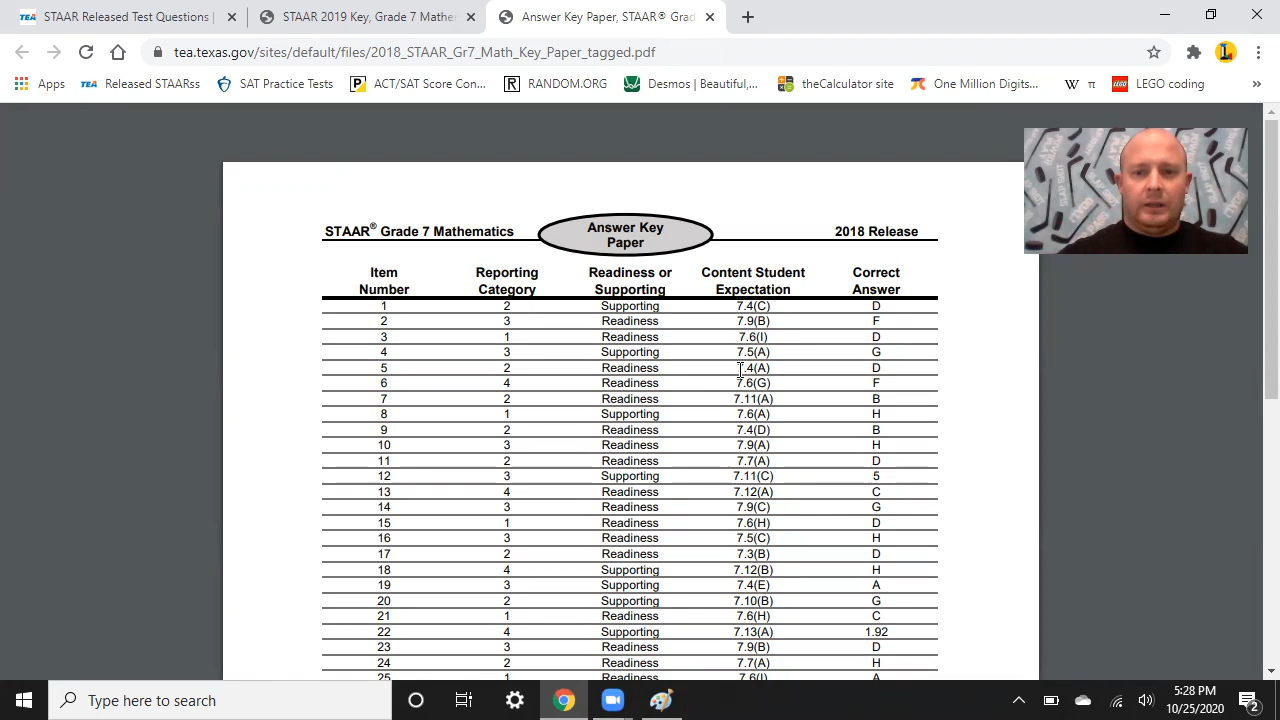 STAAR Released Test Questions |
STAAR 2019 Key, Grade 7 Mathe
Answer Key Paper, STAAR® Grad
tea.texas.gov/sites/default/files/2018_STAAR_Gr7_Math_Key_Paper_tagged.pdf
Apps TEA Released STAARss SAT Practice Tests ACT/SAT Score Con... RANDOM.ORG Desmos | Beautiful,... theCalculator site One Million Digits... W π LEGO coding »
STAAR® Grade 7 Mathematics Answer Key Paper 2018 Release
Item Number Reporting Category Readiness or Supporting Content Student Expectation Correct Answer
1 2 Supporting 7.4(C) D
2 3 Readiness 7.9(B) F
3 1 Readiness 7.6(I) D
4 3 Supporting 7.5(A) G
5 2 Readiness 7.4(A) D
6 4 Readiness 7.6(G) F
7 2 Readiness 7.11(A) B
8 1 Supporting 7.6(A) H
9 2 Readiness 7.4(D) B
10 3 Readiness 7.9(A) H
11 2 Readiness 7.7(A) D
12 3 Supporting 7.11(C) 5
13 4 Readiness 7.12(A) C
14 3 Readiness 7.9(C) G
15 1 Readiness 7.6(H) D
16 3 Readiness 7.5(C) H
17 2 Readiness 7.3(B) D
18 4 Supporting 7.12(B) H
19 3 Supporting 7.4(E) A
20 2 Supporting 7.10(B) G
21 1 Readiness 7.6(H) C
22 4 Supporting 7.13(A) 1.92
23 3 Readiness 7.9(B) D
24 2 Readiness 7.7(A) H
25 1 Readiness 7.6(I) A
Type here to search
5:28 PM
10/25/2020
2